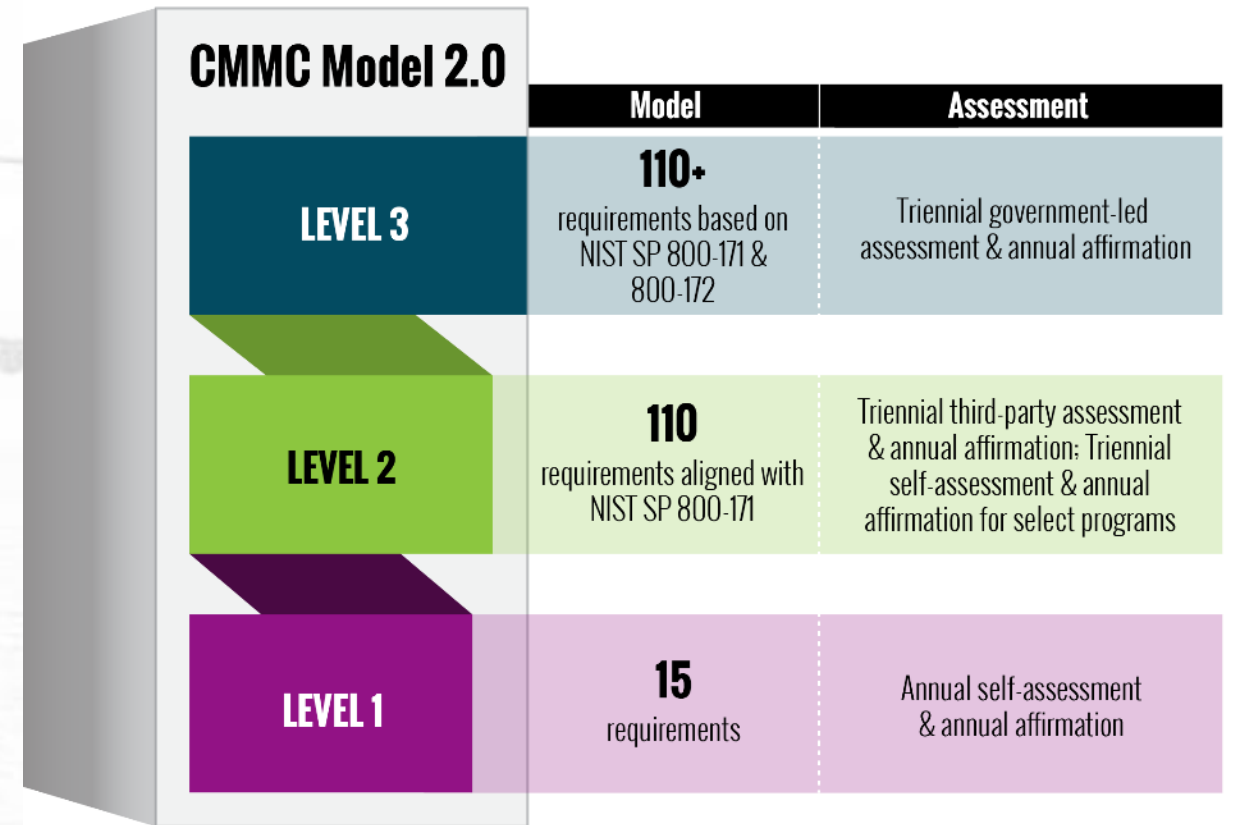 CMMC Model 2.0
Model
Assessment
LEVEL 3
110+
requirements based on
NIST SP 800-171 &
800-172
Triennial government-led
assessment & annual affirmation
LEVEL 2
110
requirements aligned with
NIST SP 800-171
Triennial third-party assessment
& annual affirmation; Triennial
self-assessment & annual
affirmation for select programs
LEVEL 1
15
requirements
Annual self-assessment
& annual affirmation